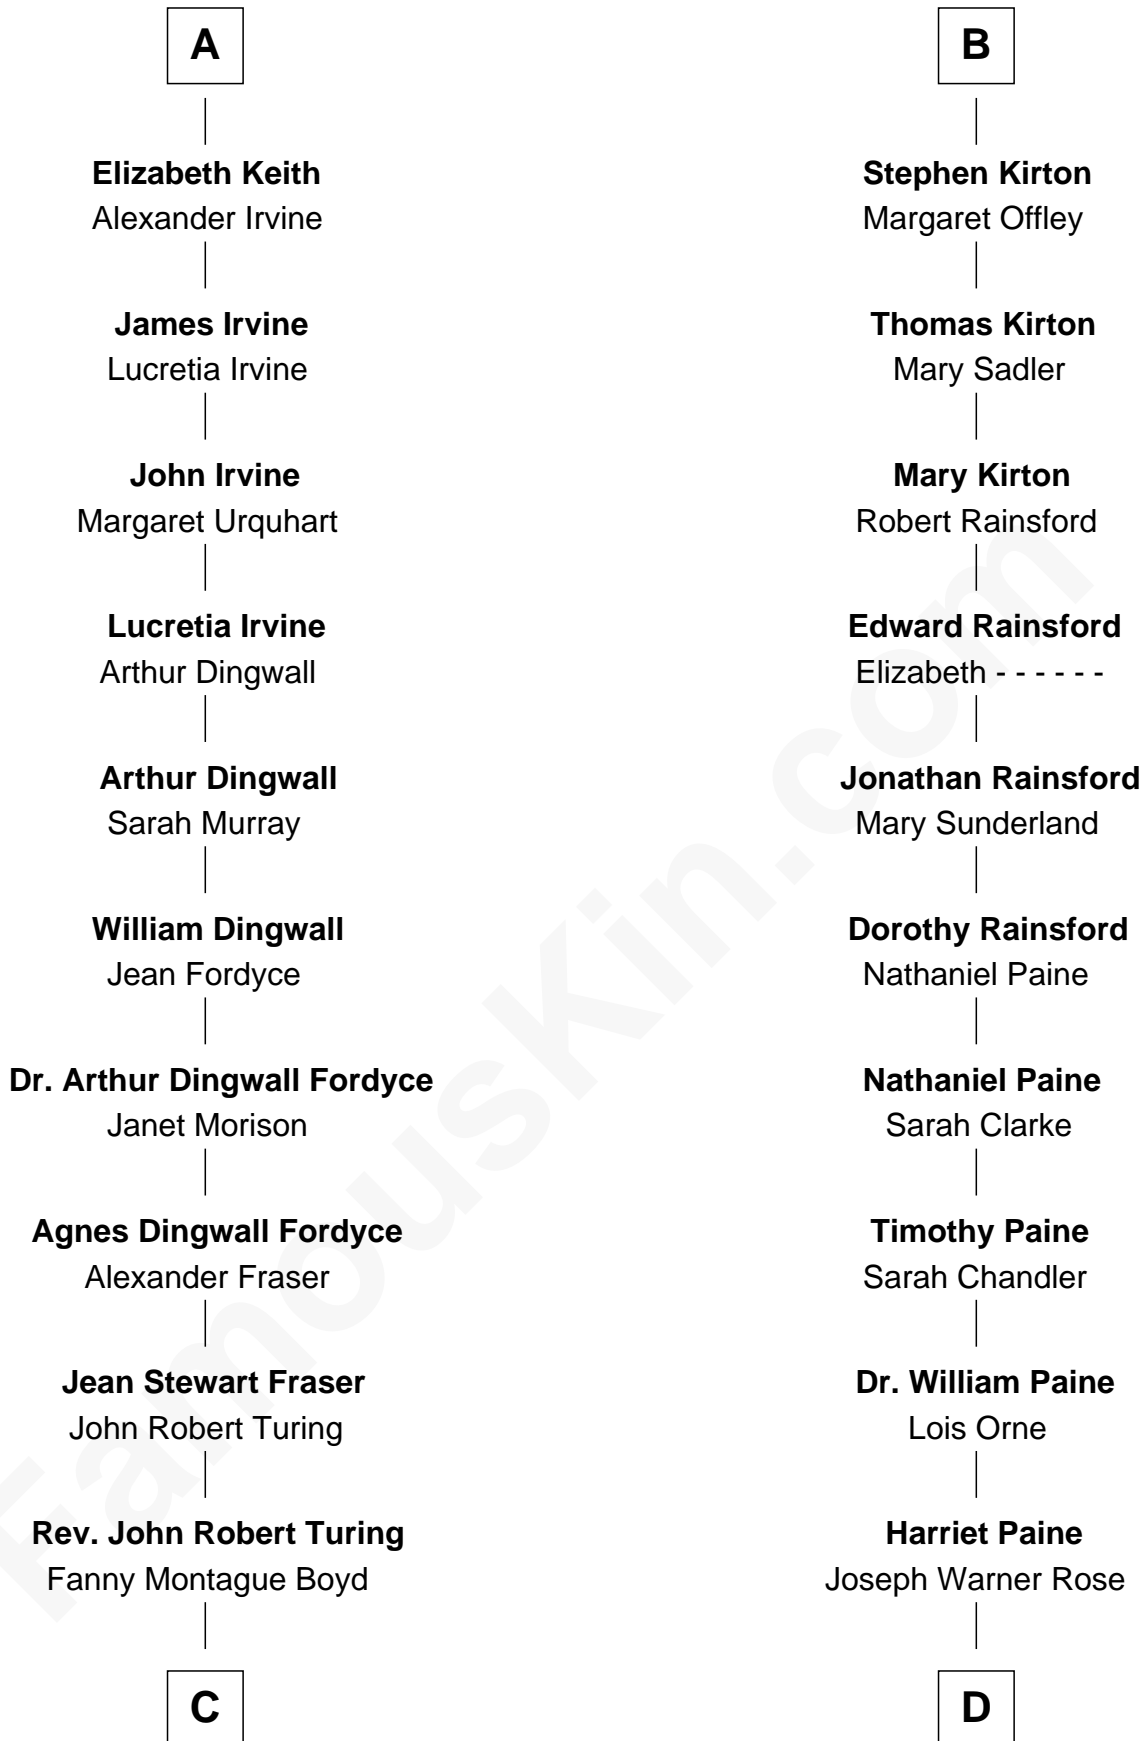 A
Elizabeth Keith
Alexander Irvine
James Irvine
Lucretia Irvine
John Irvine
Margaret Urquhart
Lucretia Irvine
Arthur Dingwall
Arthur Dingwall
Sarah Murray
William Dingwall
Jean Fordyce
Dr. Arthur Dingwall Fordyce
Janet Morison
Agnes Dingwall Fordyce
Alexander Fraser
Jean Stewart Fraser
John Robert Turing
Rev. John Robert Turing
Fanny Montague Boyd
C
B
Stephen Kirton
Margaret Offley
Thomas Kirton
Mary Sadler
Mary Kirton
Robert Rainsford
Edward Rainsford
Elizabeth - - - - - -
Jonathan Rainsford
Mary Sunderland
Dorothy Rainsford
Nathaniel Paine
Nathaniel Paine
Sarah Clarke
Timothy Paine
Sarah Chandler
Dr. William Paine
Lois Orne
Harriet Paine
Joseph Warner Rose
D
FamousKin.com